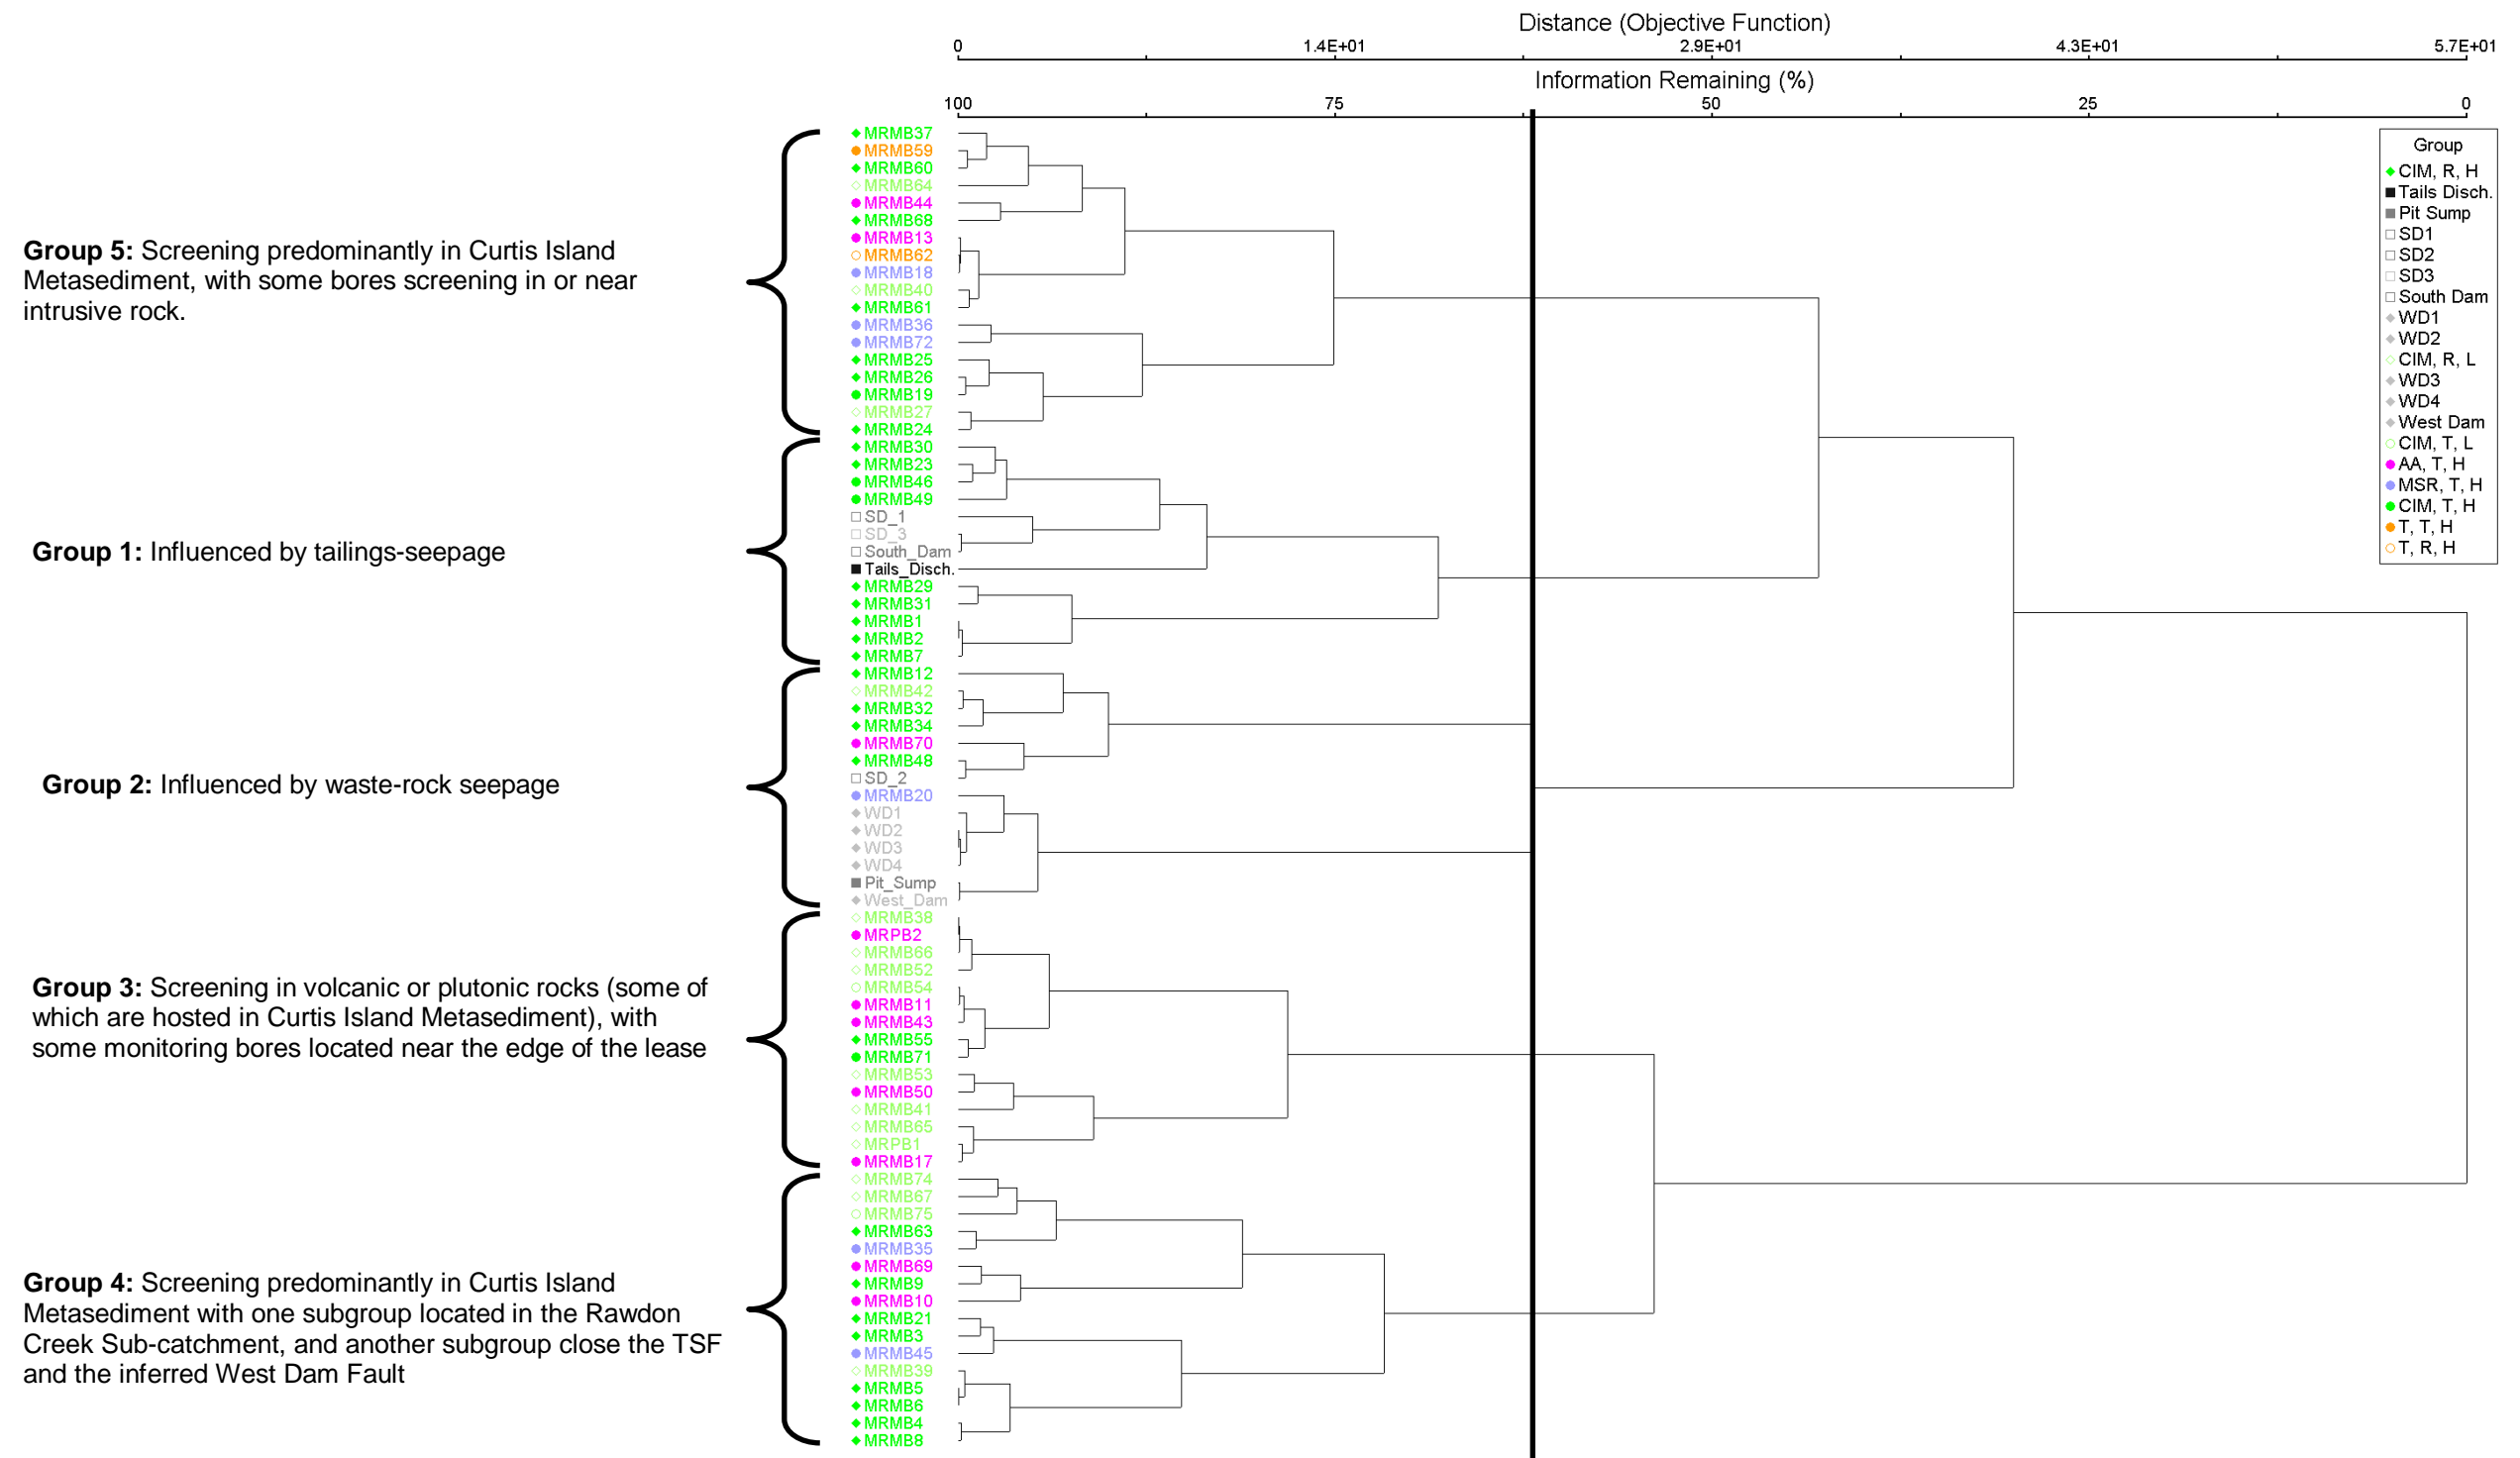 Distance (Objective Function)
0 1.4E+01 2.9E+01 4.3E+01 5.7E+01
Information Remaining (%)
100 75 50 25 0
Group 5: Screening predominantly in Curtis Island
Metasediment, with some bores screening in or near
intrusive rock.
Group 1: Influenced by tailings-seepage
Group 2: Influenced by waste-rock seepage
Group 3: Screening in volcanic or plutonic rocks (some of
which are hosted in Curtis Island Metasediment), with
some monitoring bores located near the edge of the lease
Group 4: Screening predominantly in Curtis Island
Metasediment with one subgroup located in the Rawdon
Creek Sub-catchment, and another subgroup close the TSF
and the inferred West Dam Fault
MRMB37
MRMB59
MRMB60
MRMB64
MRMB44
MRMB68
MRMB13
MRMB62
MRMB18
MRMB40
MRMB61
MRMB36
MRMB72
MRMB25
MRMB26
MRMB19
MRMB27
MRMB24
MRMB30
MRMB23
MRMB46
MRMB49
SD_1
SD_3
South_Dam
Tails_Disch.
MRMB29
MRMB31
MRMB1
MRMB2
MRMB7
MRMB12
MRMB42
MRMB32
MRMB34
MRMB70
MRMB48
SD_2
MRMB20
WD1
WD2
WD3
WD4
Pit_Sump
West_Dam
MRMB38
MRPB2
MRMB66
MRMB52
MRMB54
MRMB11
MRMB43
MRMB55
MRMB71
MRMB53
MRMB50
MRMB41
MRMB65
MRPB1
MRMB17
MRMB74
MRMB67
MRMB75
MRMB63
MRMB35
MRMB69
MRMB9
MRMB10
MRMB21
MRMB3
MRMB45
MRMB39
MRMB5
MRMB6
MRMB4
MRMB8
Group
CIM, R, H
Tails Disch.
Pit Sump
SD1
SD2
SD3
South Dam
WD1
WD2
CIM, R, L
WD3
WD4
West Dam
CIM, T, L
AA, T, H
MSR, T, H
CIM, T, H
T, T, H
T, R, H